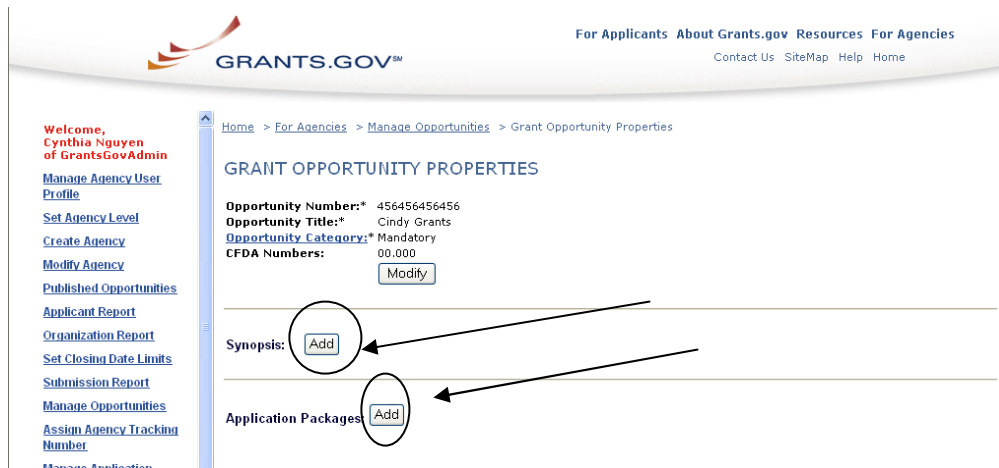 For Applicants About Grants.gov Resources For Agencies
GRANTS.GOV℠
Contact Us SiteMap Help Home
Welcome,
Cynthia Nguyen
of GrantsGovAdmin
Manage Agency User
Profile
Set Agency Level
Create Agency
Modify Agency
Published Opportunities
Applicant Report
Organization Report
Set Closing Date Limits
Submission Report
Manage Opportunities
Assign Agency Tracking
Number
Manage Application
Home > For Agencies > Manage Opportunities > Grant Opportunity Properties
GRANT OPPORTUNITY PROPERTIES
Opportunity Number:* 456456456456
Opportunity Title:* Cindy Grants
Opportunity Category:* Mandatory
CFDA Numbers: 00.000
Modify
Synopsis: Add
Application Packages: Add